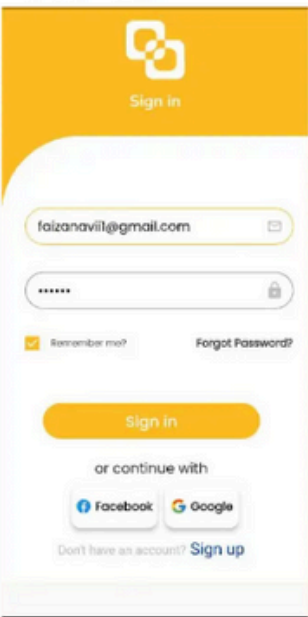 Sign in
faizanavii1@gmail.com
••••••
Remember me?
Forgot Password?
Sign in
or continue with
Facebook
Google
Don't have an account? Sign up